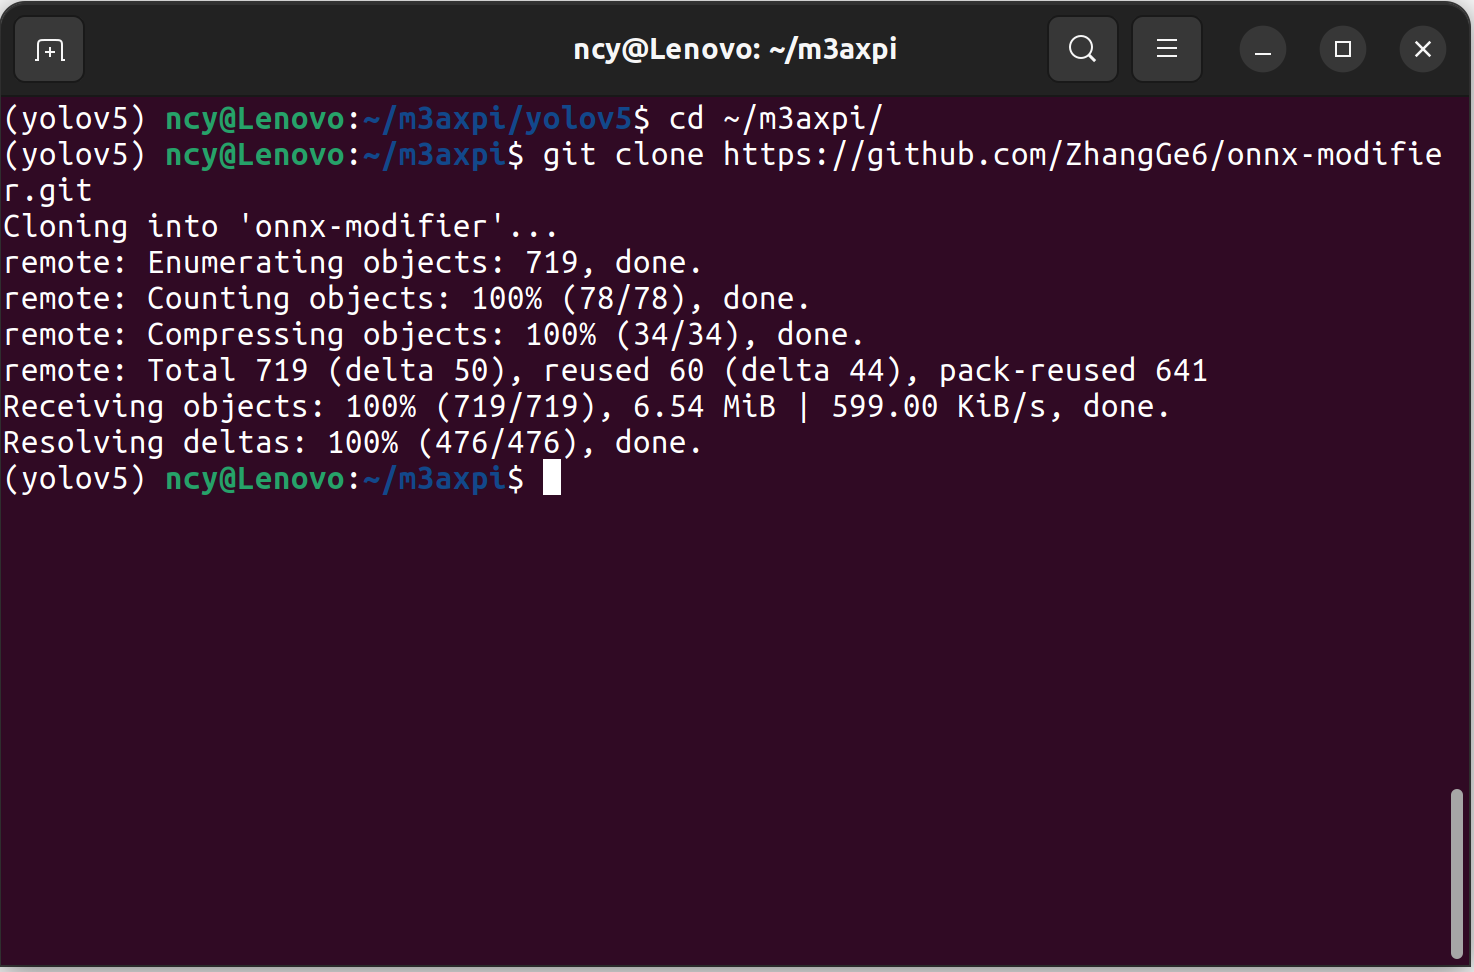 ncy@Lenovo: ~/m3axpi
(yolov5) ncy@Lenovo:~/m3axpi/yolov5$ cd ~/m3axpi/
(yolov5) ncy@Lenovo:~/m3axpi$ git clone https://github.com/ZhangGe6/onnx-modifie
r.git
Cloning into 'onnx-modifier'...
remote: Enumerating objects: 719, done.
remote: Counting objects: 100% (78/78), done.
remote: Compressing objects: 100% (34/34), done.
remote: Total 719 (delta 50), reused 60 (delta 44), pack-reused 641
Receiving objects: 100% (719/719), 6.54 MiB | 599.00 KiB/s, done.
Resolving deltas: 100% (476/476), done.
(yolov5) ncy@Lenovo:~/m3axpi$